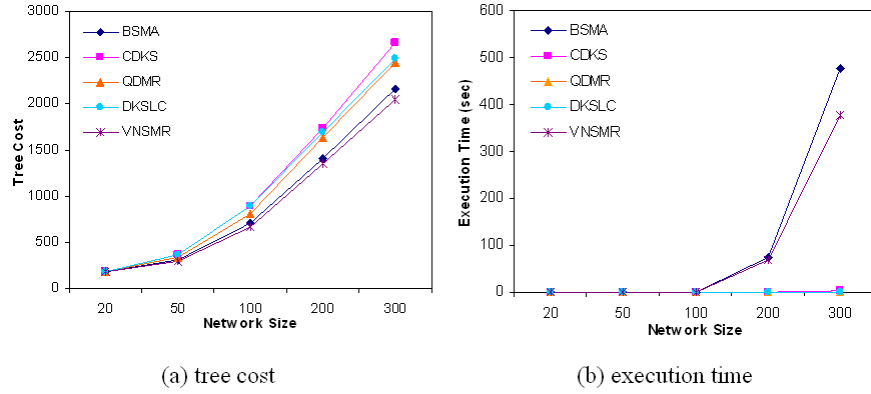 3000
2500
2000
1500
1000
500
0
Tree Cost
BSMA
CDKS
QDMR
DKSLC
VNSMR
20 50 100 200 300
Network Size
(a) tree cost
600
500
400
300
200
100
0
Execution Time (sec)
BSMA
CDKS
QDMR
DKSLC
VNSMR
20 50 100 200 300
Network Size
(b) execution time